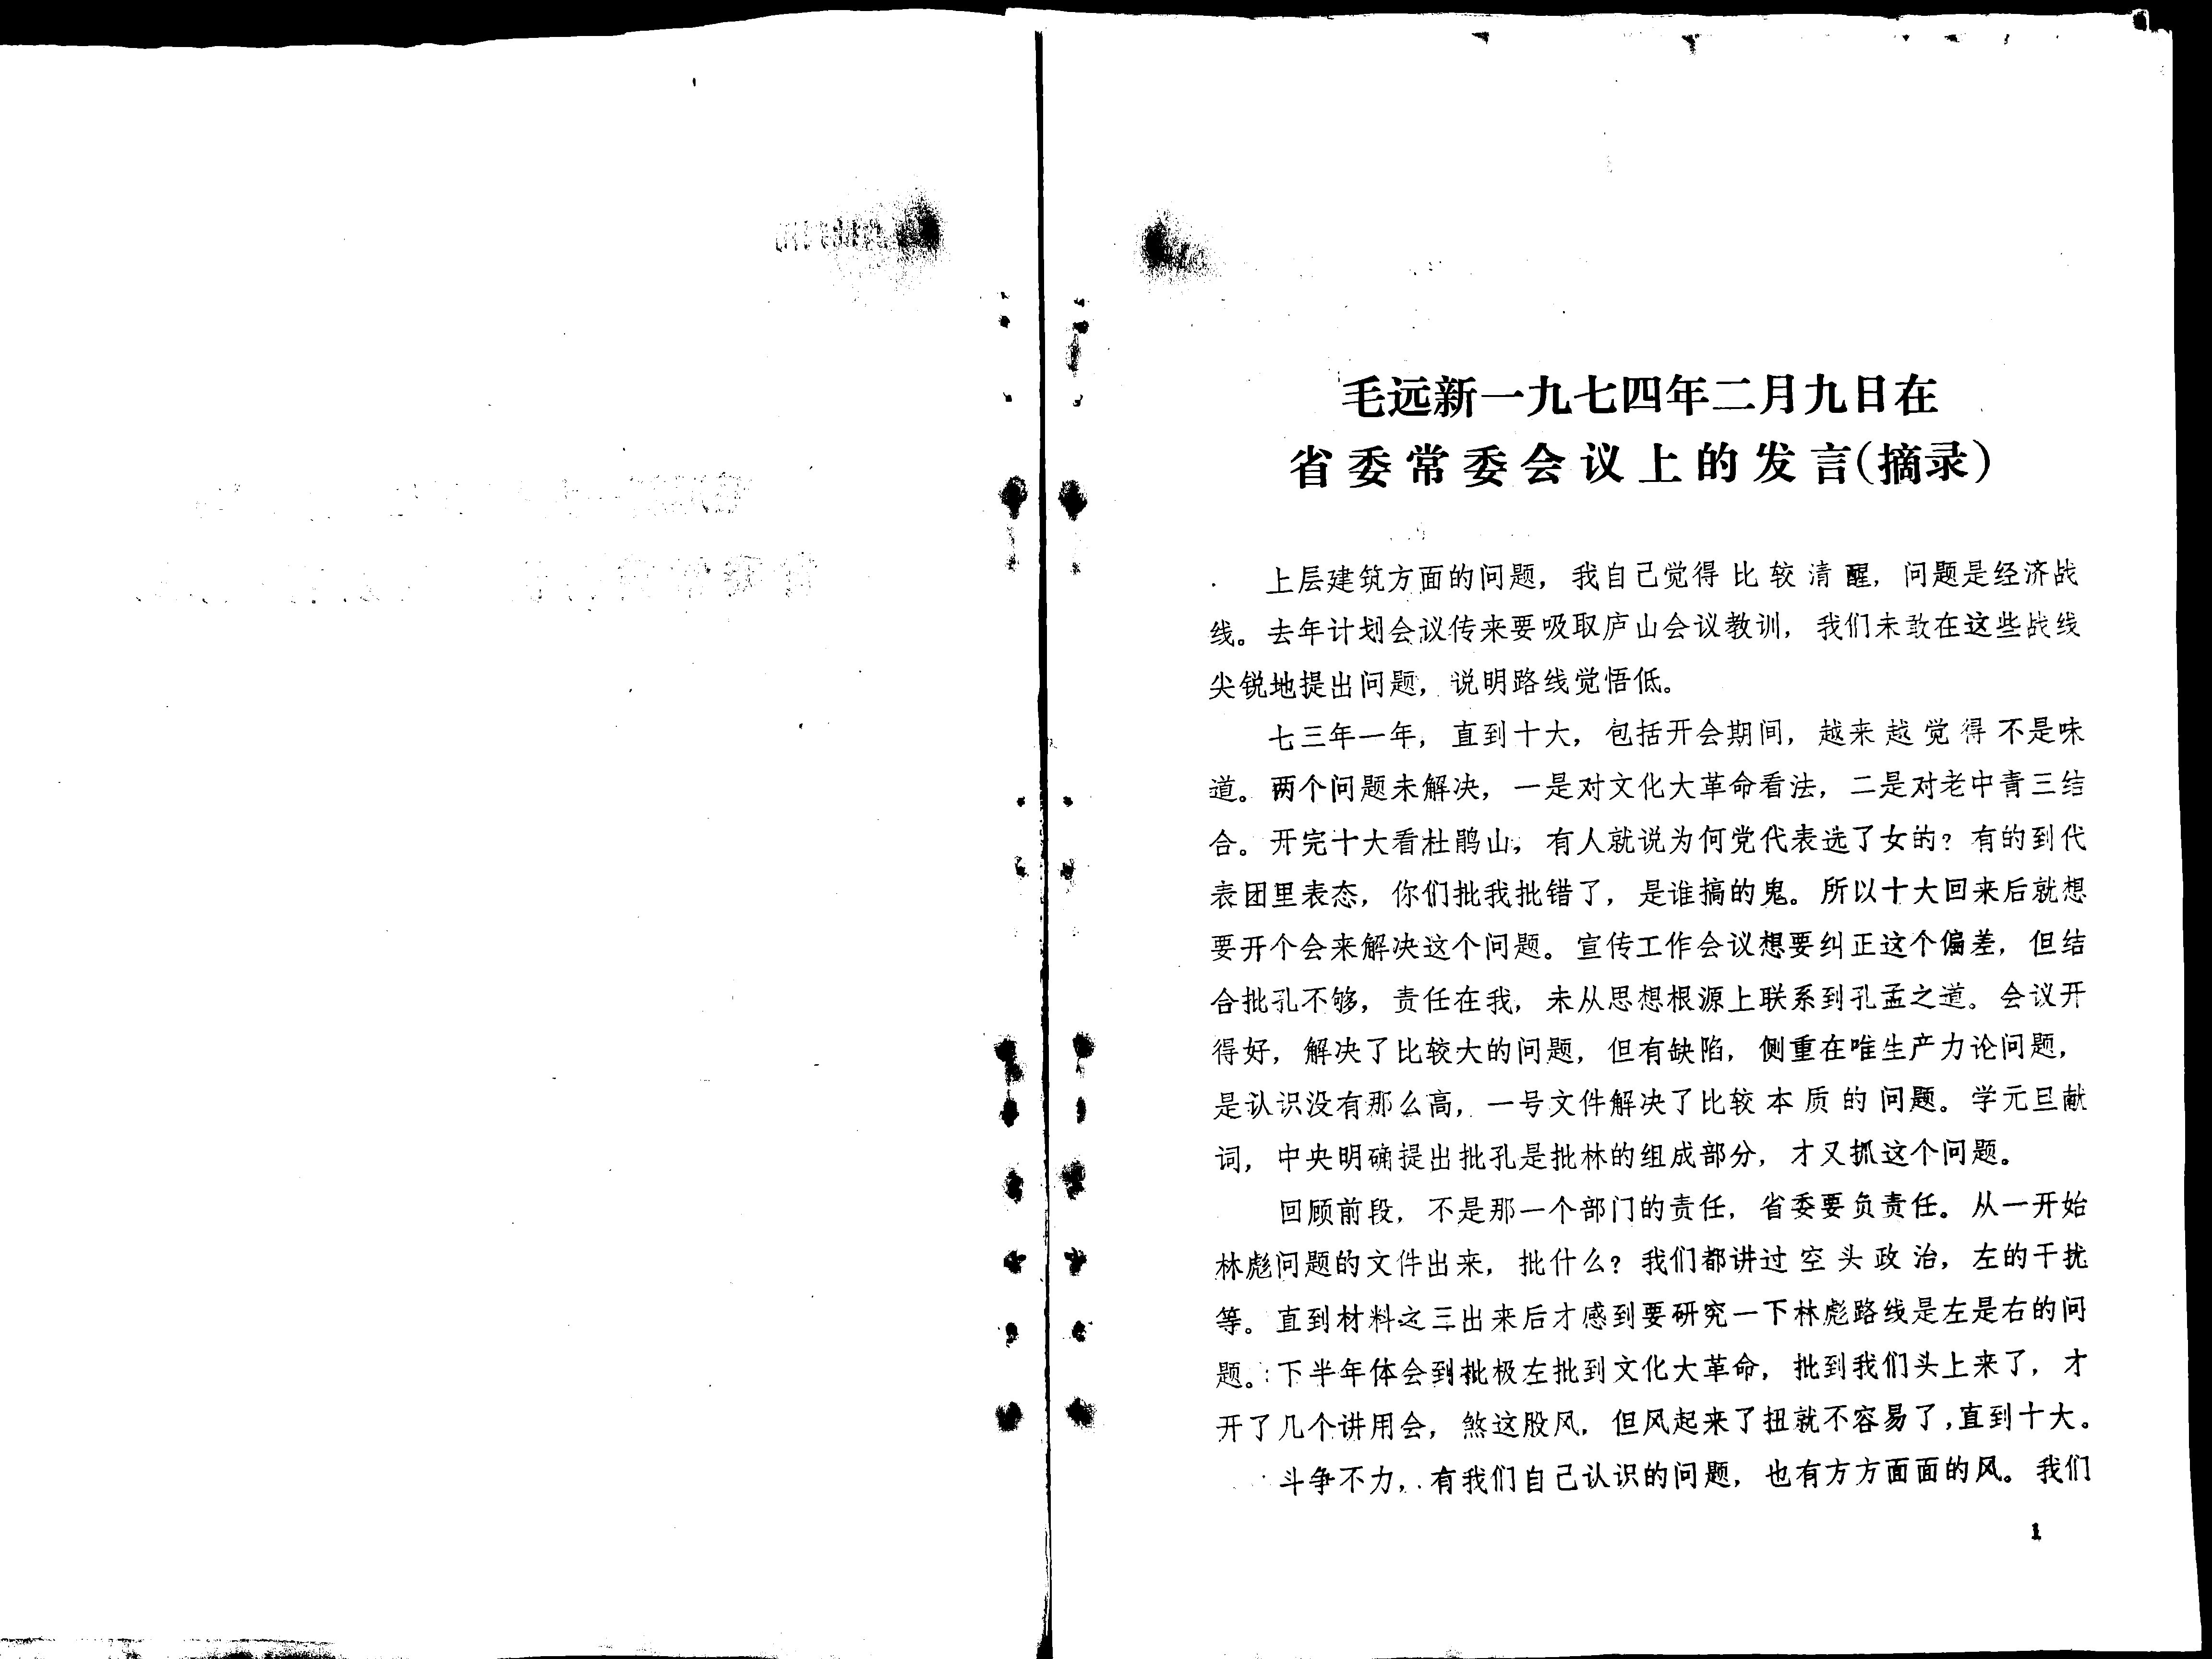 毛远新一九七四年二月九日在
省委常委会议上的发言(摘录)
上层建筑方面的问题，我自己觉得比较清醒，问题是经济战
线。去年计划会议传来要吸取庐山会议教训，我们未敢在这些战线
尖锐地提出问题，说明路线觉悟低。
七三年一年，直到十大，包括开会期间，越来越觉得不是味
道。两个问题未解决，一是对文化大革命看法，二是对老中青三结
合。开完十大看杜鹃山，有人就说为何党代表选了女的？有的到代
表团里表态，你们批我批错了，是谁搞的鬼。所以十大回来后就想
要开个会来解决这个问题。宣传工作会议想要纠正这个偏差，但结
合批孔不够，责任在我，未从思想根源上联系到孔孟之道。会议开
得好，解决了比较大的问题，但有缺陷，侧重在唯生产力论问题，
是认识没有那么高，一号文件解决了比较本质的问题。学元旦献
词，中央明确提出批孔是批林的组成部分，才又抓这个问题。
回顾前段，不是那一个部门的责任，省委要负责任。从一开始
林彪问题的文件出来，批什么？我们都讲过空头政治，左的干扰
等。直到材料之三出来后才感到要研究一下林彪路线是左是右的问
题。下半年体会到批极左批到文化大革命，批到我们头上来了，才
开了几个讲用会，煞这股风，但风起来了扭就不容易了，直到十大。
斗争不力，有我们自己认识的问题，也有方方面面的风。我们
1